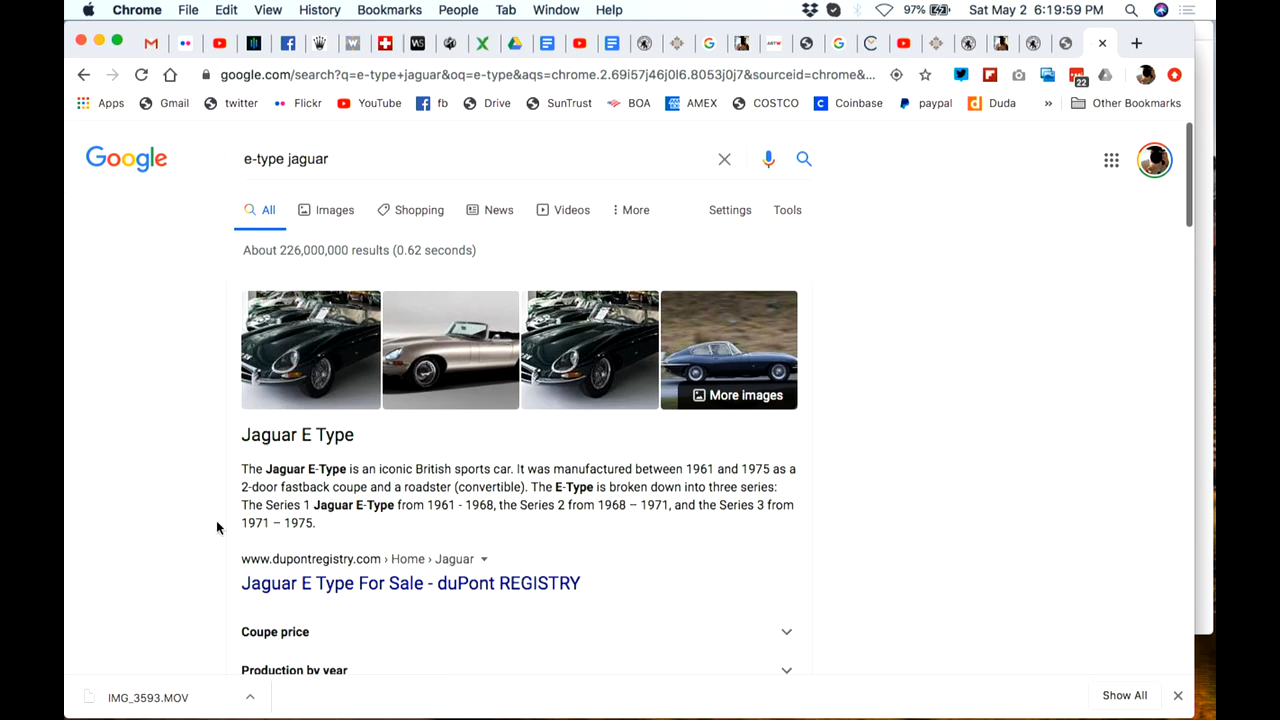 Chrome File Edit View History Bookmarks People Tab Window Help 97% Sat May 2 6:19:59 PM
google.com/search?q=e-type+jaguar&oq=e-type&aqs=chrome.2.69i57j46j0l6.8053j0j7&sourceid=chrome&... 22
Apps Gmail twitter Flickr YouTube fb Drive SunTrust BOA AMEX COSTCO Coinbase paypal Duda » Other Bookmarks
Google e-type jaguar
All Images Shopping News Videos More Settings Tools
About 226,000,000 results (0.62 seconds)
More images
Jaguar E Type
The Jaguar E-Type is an iconic British sports car. It was manufactured between 1961 and 1975 as a
2-door fastback coupe and a roadster (convertible). The E-Type is broken down into three series:
The Series 1 Jaguar E-Type from 1961 - 1968, the Series 2 from 1968 – 1971, and the Series 3 from
1971 – 1975.
www.dupontregistry.com › Home › Jaguar
Jaguar E Type For Sale - duPont REGISTRY
Coupe price
Production by year
IMG_3593.MOV Show All